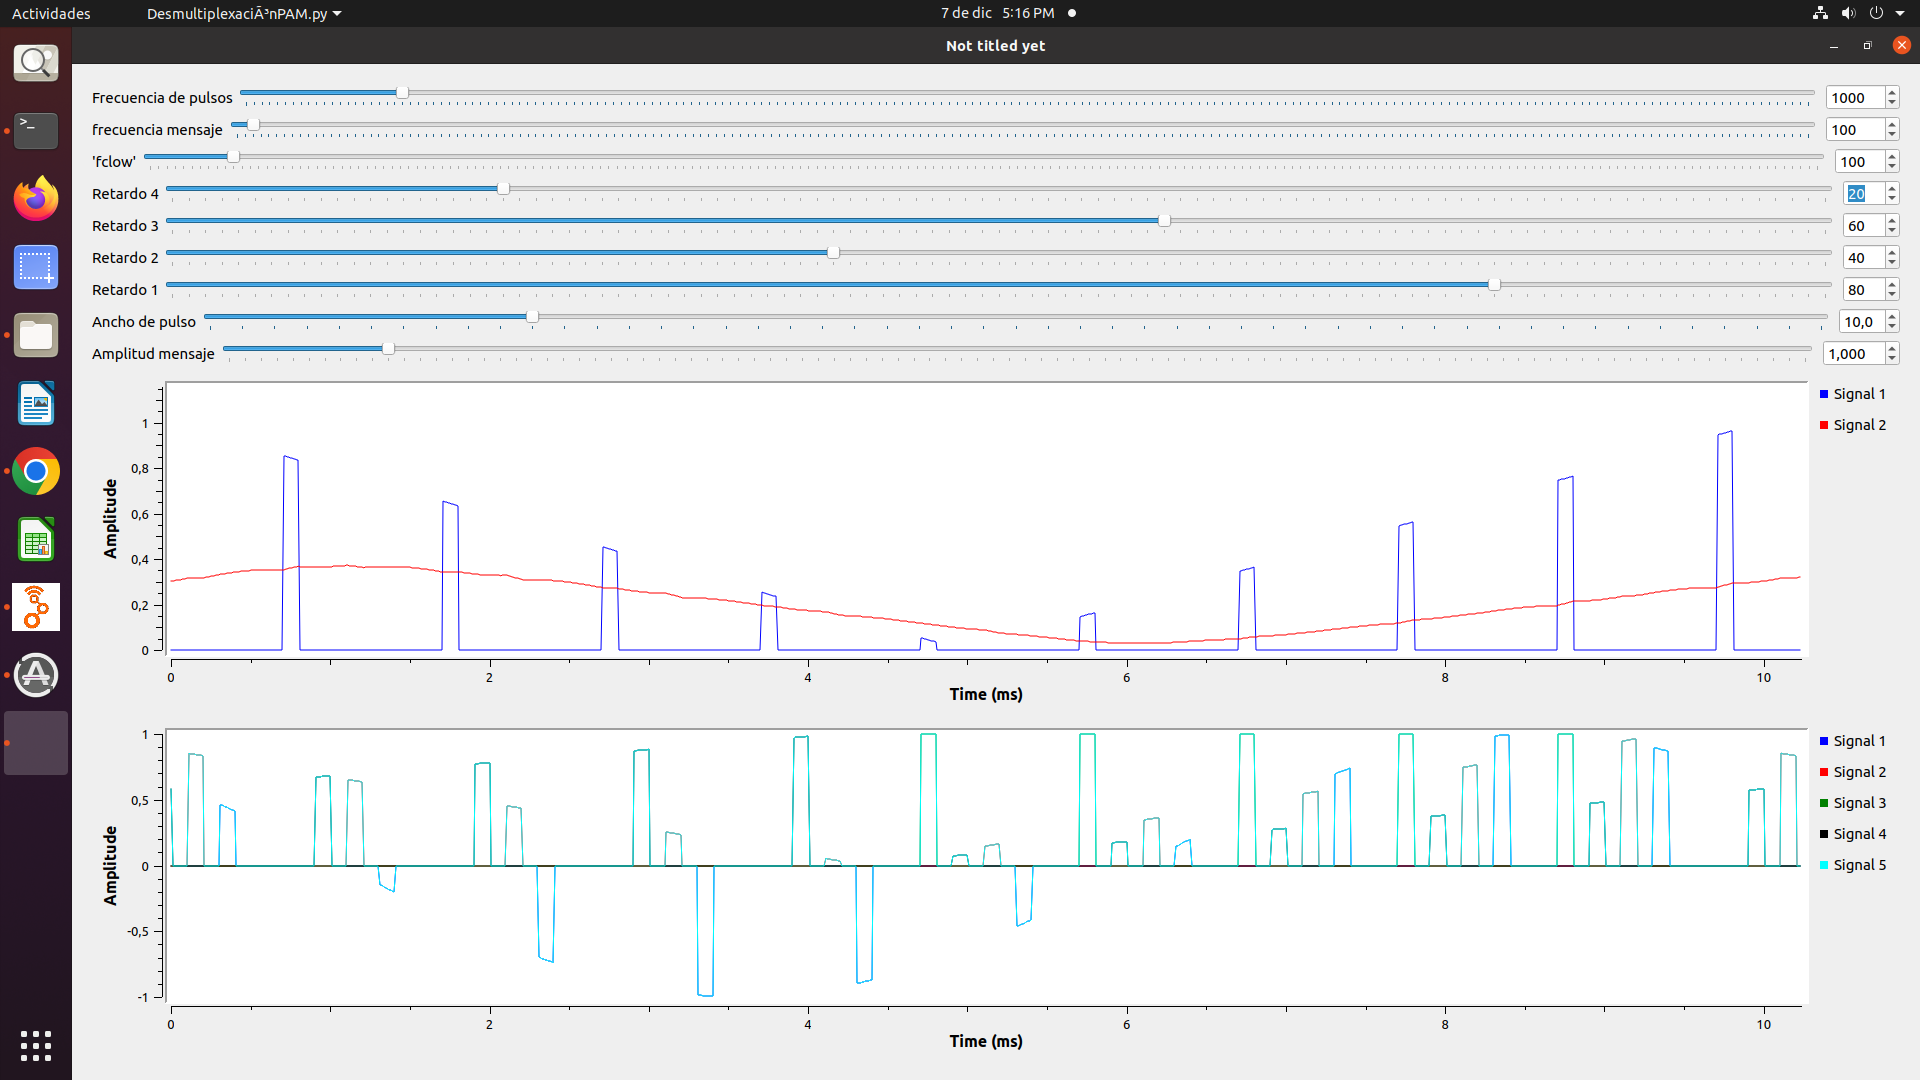 Actividades
DesmultiplexaciÃ³nPAM.py
7 de dic 5:16 PM
Not titled yet
Frecuencia de pulsos 1000
frecuencia mensaje 100
'fclow' 100
Retardo 4 20
Retardo 3 60
Retardo 2 40
Retardo 1 80
Ancho de pulso 10,0
Amplitud mensaje 1,000
Amplitude
1
0,8
0,6
0,4
0,2
0
0 2 4 6 8 10
Time (ms)
Signal 1
Signal 2
Amplitude
1
0,5
0
-0,5
-1
0 2 4 6 8 10
Time (ms)
Signal 1
Signal 2
Signal 3
Signal 4
Signal 5